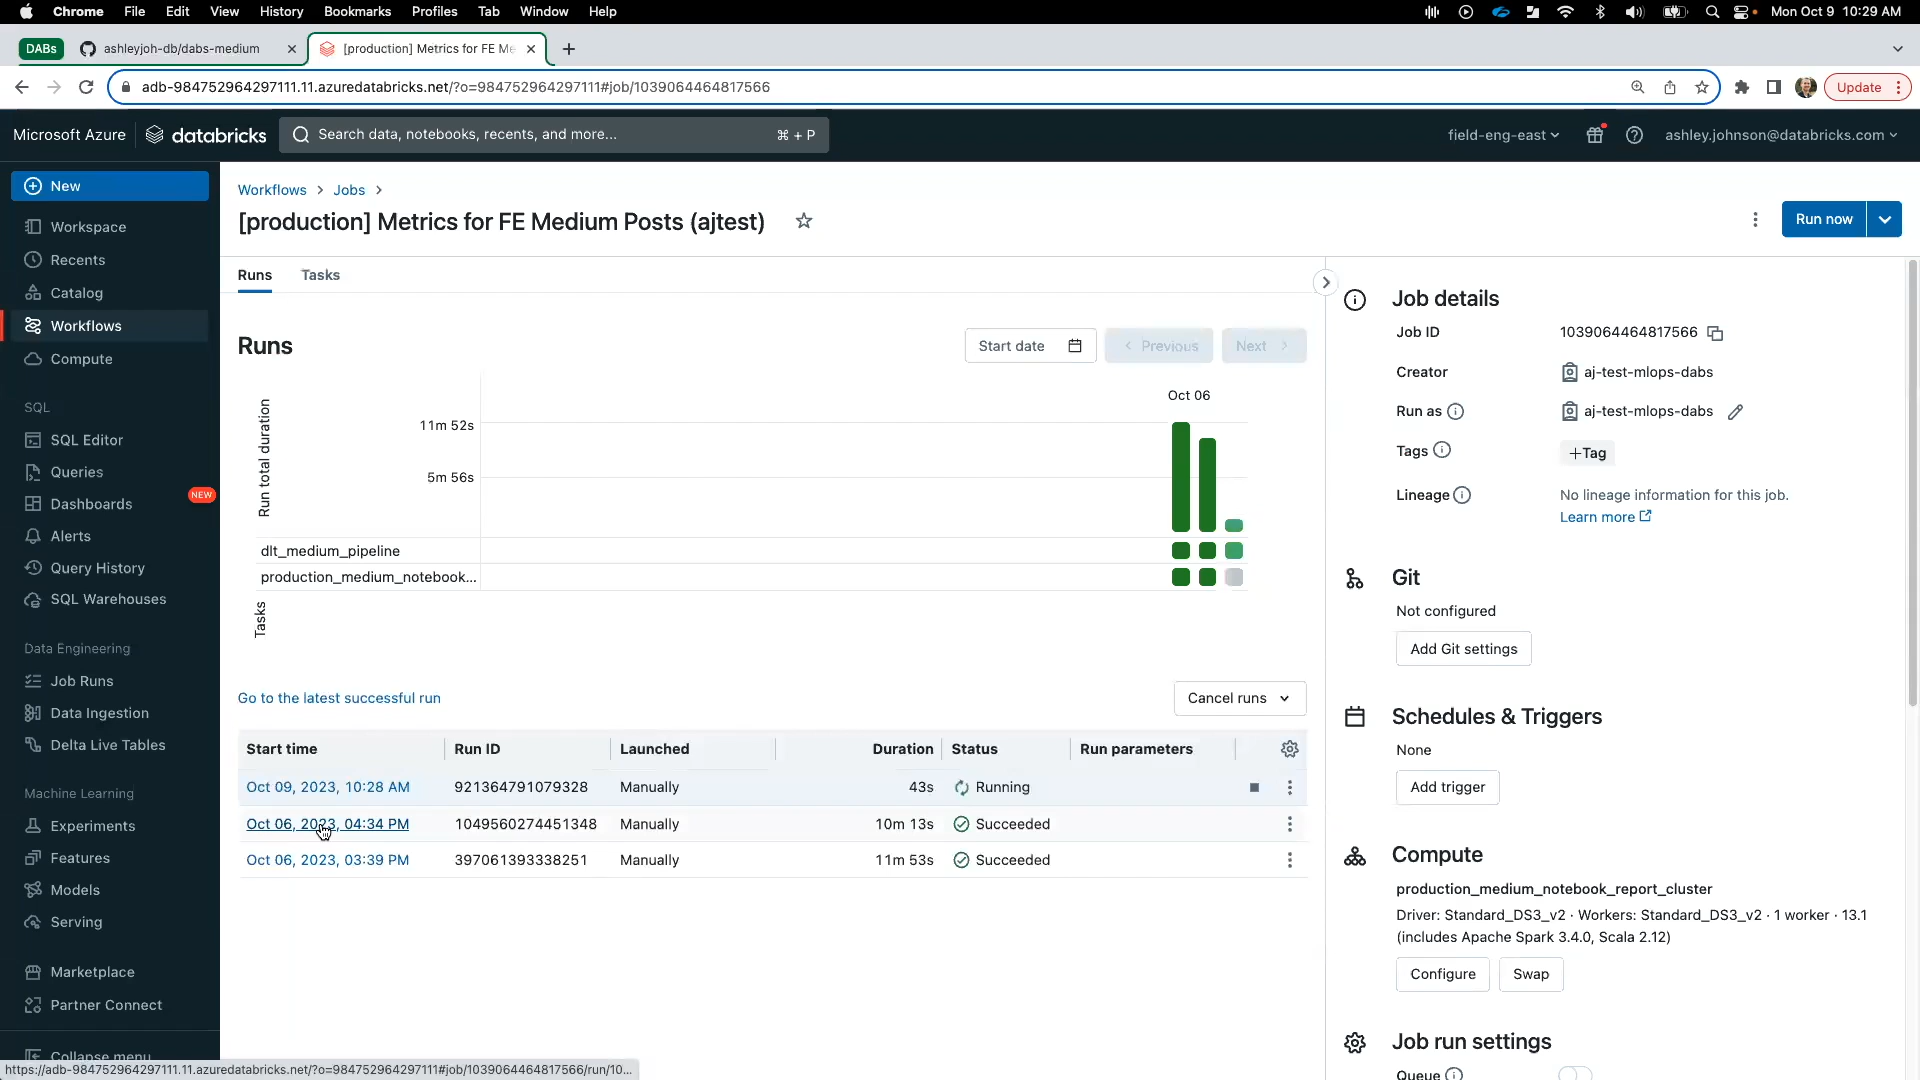 Chrome File Edit View History Bookmarks Profiles Tab Window Help Mon Oct 9 10:29 AM
DABs ashleyjoh-db/dabs-medium [production] Metrics for FE Me
adb-984752964297111.11.azuredatabricks.net/?o=984752964297111#job/1039064464817566 Update
Microsoft Azure databricks Search data, notebooks, recents, and more... ⌘ + P field-eng-east ashley.johnson@databricks.com
New
Workspace
Recents
Catalog
Workflows
Compute
SQL
SQL Editor
Queries
Dashboards NEW
Alerts
Query History
SQL Warehouses
Data Engineering
Job Runs
Data Ingestion
Delta Live Tables
Machine Learning
Experiments
Features
Models
Serving
Marketplace
Partner Connect
Collapse menu
Workflows > Jobs >
[production] Metrics for FE Medium Posts (ajtest)
Run now
Runs Tasks
Runs
Start date Previous Next
Oct 06
Run total duration
11m 52s
5m 56s
dlt_medium_pipeline
production_medium_notebook...
Tasks
Go to the latest successful run Cancel runs
Start time Run ID Launched Duration Status Run parameters
Oct 09, 2023, 10:28 AM 921364791079328 Manually 43s Running
Oct 06, 2023, 04:34 PM 1049560274451348 Manually 10m 13s Succeeded
Oct 06, 2023, 03:39 PM 397061393338251 Manually 11m 53s Succeeded
Job details
Job ID 1039064464817566
Creator aj-test-mlops-dabs
Run as aj-test-mlops-dabs
Tags +Tag
Lineage No lineage information for this job.
Learn more
Git
Not configured
Add Git settings
Schedules & Triggers
None
Add trigger
Compute
production_medium_notebook_report_cluster
Driver: Standard_DS3_v2 · Workers: Standard_DS3_v2 · 1 worker · 13.1
(includes Apache Spark 3.4.0, Scala 2.12)
Configure Swap
Job run settings
Queue
https://adb-984752964297111.11.azuredatabricks.net/?o=984752964297111#job/1039064464817566/run/10...